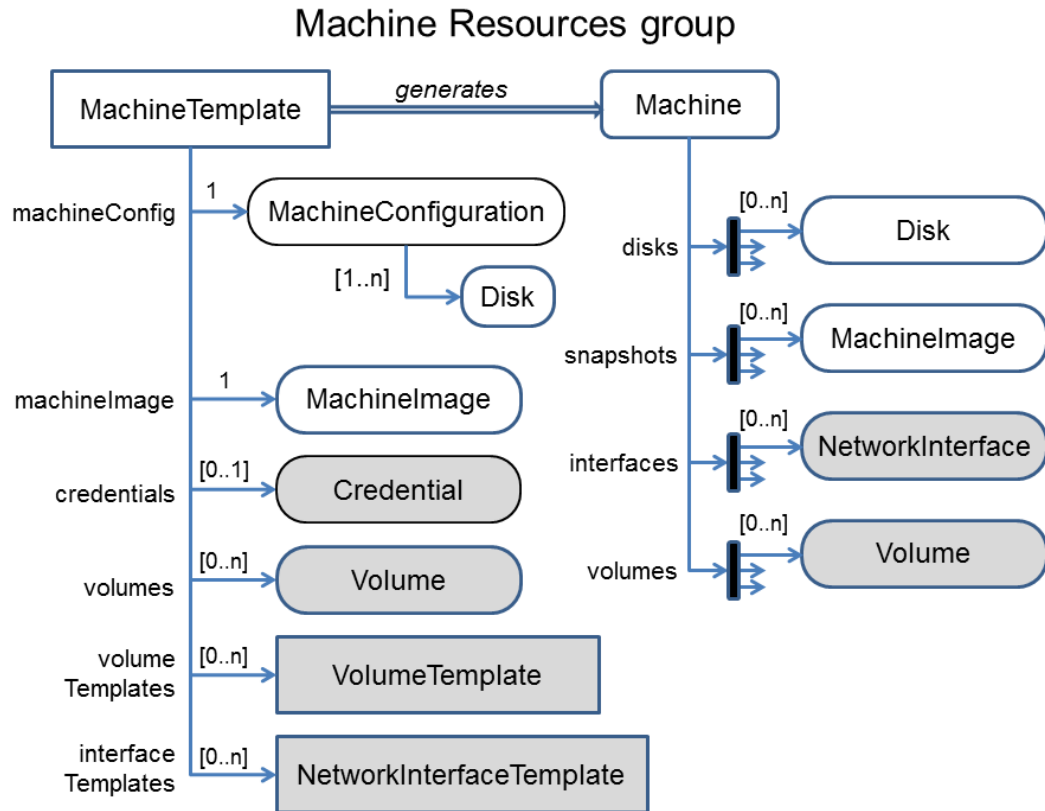 Machine Resources group
MachineTemplate
generates
Machine
machineConfig
1
MachineConfiguration
[1..n]
Disk
machineImage
1
MachineImage
credentials
[0..1]
Credential
volumes
[0..n]
Volume
volume
Templates
[0..n]
VolumeTemplate
interface
Templates
[0..n]
NetworkInterfaceTemplate
disks
[0..n]
Disk
snapshots
[0..n]
MachineImage
interfaces
[0..n]
NetworkInterface
volumes
[0..n]
Volume